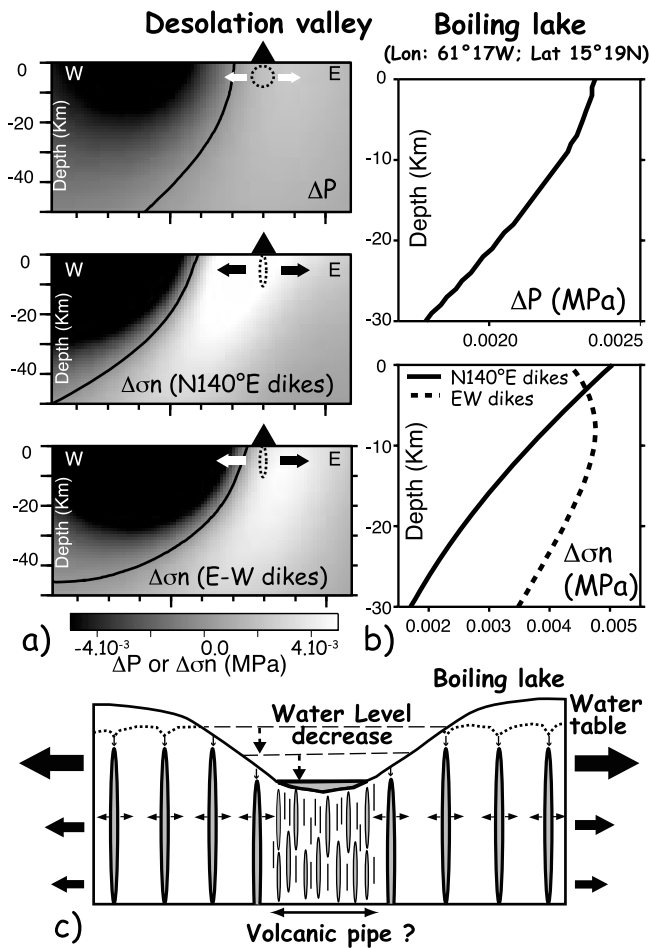 Desolation valley
Boiling lake
(Lon: 61°17W; Lat 15°19N)
0
-20
-40
Depth (Km)
W
E
ΔP
0
-20
-40
Depth (Km)
W
E
Δσn (N140°E dikes)
0
-20
-40
Depth (Km)
W
E
Δσn (E-W dikes)
-4.10-3
0.0
4.10-3
ΔP or Δσn (MPa)
a)
0
-10
-20
-30
Depth (Km)
ΔP (MPa)
0.0020
0.0025
0
-10
-20
-30
N140°E dikes
EW dikes
Depth (Km)
Δσn
(MPa)
0.002
0.003
0.004
0.005
b)
Boiling lake
Water Level
decrease
Water
table
Volcanic pipe ?
c)